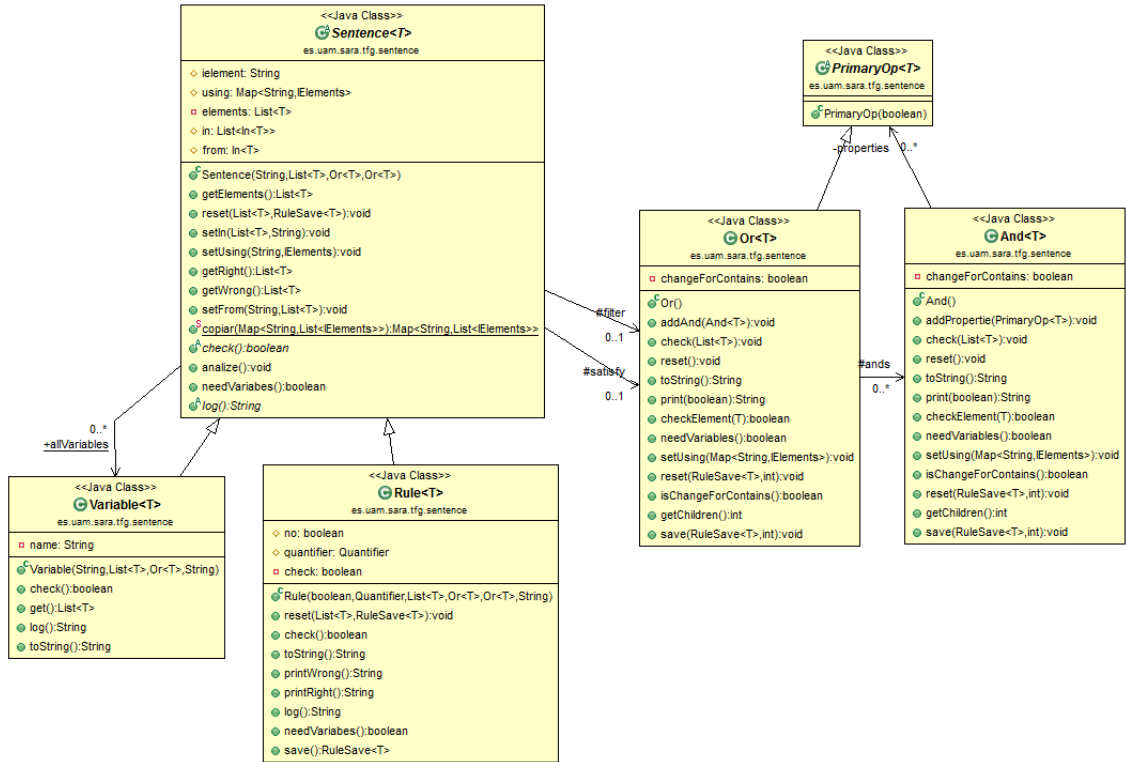 <<Java Class>>
Sentence<T>
es.uam.sara.tfg.sentence
ielement: String
using: Map<String,IElements>
elements: List<T>
in: List<In<T>>
from: In<T>
Sentence(String,List<T>,Or<T>,Or<T>)
getElements():List<T>
reset(List<T>,RuleSave<T>):void
setIn(List<T>,String):void
setUsing(String,IElements):void
getRight():List<T>
getWrong():List<T>
setFrom(String,List<T>):void
copiar(Map<String,List<IElements>>):Map<String,List<IElements>>
check():boolean
analize():void
needVariabes():boolean
log():String
<<Java Class>>
PrimaryOp<T>
es.uam.sara.tfg.sentence
PrimaryOp(boolean)
-properties 0..*
#filter
0..1
#satisfy
0..1
<<Java Class>>
Or<T>
es.uam.sara.tfg.sentence
changeForContains: boolean
Or()
addAnd(And<T>):void
check(List<T>):void
reset():void
toString():String
print(boolean):String
checkElement(T):boolean
needVariables():boolean
setUsing(Map<String,IElements>):void
reset(RuleSave<T>,int):void
isChangeForContains():boolean
getChildren():int
save(RuleSave<T>,int):void
#ands
0..*
<<Java Class>>
And<T>
es.uam.sara.tfg.sentence
changeForContains: boolean
And()
addPropertie(PrimaryOp<T>):void
check(List<T>):void
reset():void
toString():String
print(boolean):String
checkElement(T):boolean
needVariables():boolean
setUsing(Map<String,IElements>):void
isChangeForContains():boolean
reset(RuleSave<T>,int):void
getChildren():int
save(RuleSave<T>,int):void
0..*
+allVariables
<<Java Class>>
Variable<T>
es.uam.sara.tfg.sentence
name: String
Variable(String,List<T>,Or<T>,String)
check():boolean
get():List<T>
log():String
toString():String
<<Java Class>>
Rule<T>
es.uam.sara.tfg.sentence
no: boolean
quantifier: Quantifier
check: boolean
Rule(boolean,Quantifier,List<T>,Or<T>,Or<T>,String)
reset(List<T>,RuleSave<T>):void
check():boolean
toString():String
printWrong():String
printRight():String
log():String
needVariabes():boolean
save():RuleSave<T>